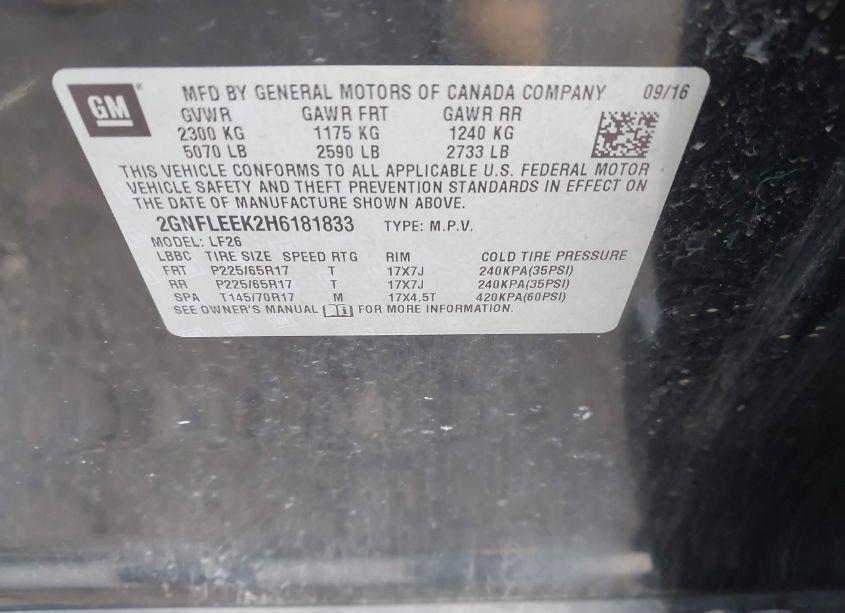 GM
MFD BY GENERAL MOTORS OF CANADA COMPANY 09/16
GVWR GAWR FRT GAWR RR
2300 KG 1175 KG 1240 KG
5070 LB 2590 LB 2733 LB
THIS VEHICLE CONFORMS TO ALL APPLICABLE U.S. FEDERAL MOTOR
VEHICLE SAFETY AND THEFT PREVENTION STANDARDS IN EFFECT ON
THE DATE OF MANUFACTURE SHOWN ABOVE.
2GNFLEEK2H6181833 TYPE: M.P.V.
MODEL: LF26
LBBC TIRE SIZE SPEED RTG RIM COLD TIRE PRESSURE
FRT P225/65R17 T 17X7J 240KPA(35PSI)
RR P225/65R17 T 17X7J 240KPA(35PSI)
SPA T145/70R17 M 17X4.5T 420KPA(60PSI)
SEE OWNER'S MANUAL FOR MORE INFORMATION.